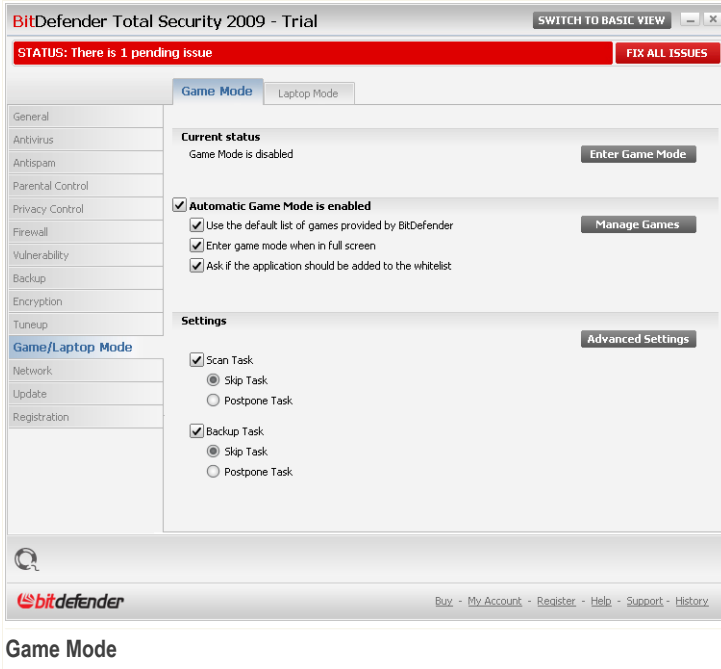 BitDefender Total Security 2009 - Trial
SWITCH TO BASIC VIEW
STATUS: There is 1 pending issue
FIX ALL ISSUES
Game Mode
Laptop Mode
General
Antivirus
Antispam
Parental Control
Privacy Control
Firewall
Vulnerability
Backup
Encryption
Tuneup
Game/Laptop Mode
Network
Update
Registration
Current status
Game Mode is disabled
Enter Game Mode
Automatic Game Mode is enabled
Use the default list of games provided by BitDefender
Manage Games
Enter game mode when in full screen
Ask if the application should be added to the whitelist
Settings
Advanced Settings
Scan Task
Skip Task
Postpone Task
Backup Task
Skip Task
Postpone Task
bitdefender
Buy - My Account - Register - Help - Support - History
Game Mode